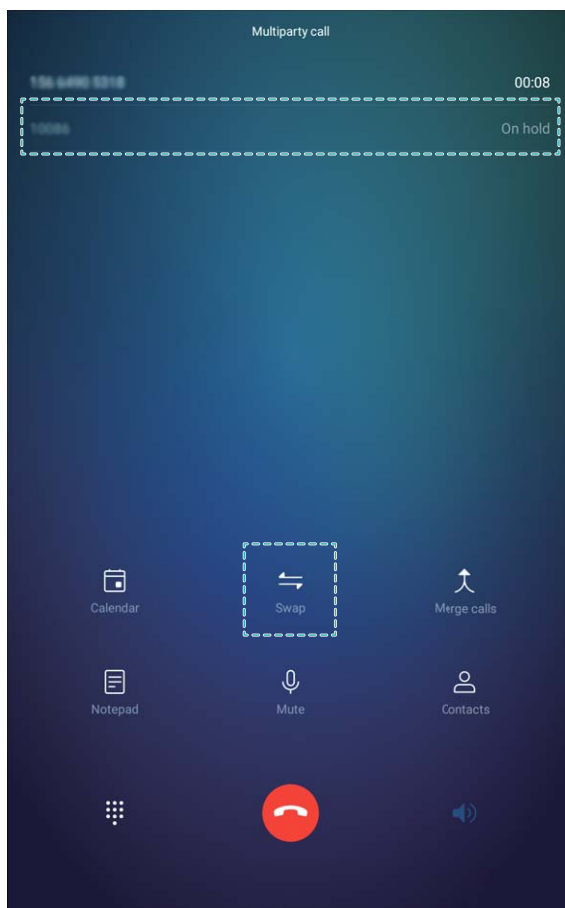 Multiparty call
00:08
On hold
Calendar Swap Merge calls
Notepad Mute Contacts